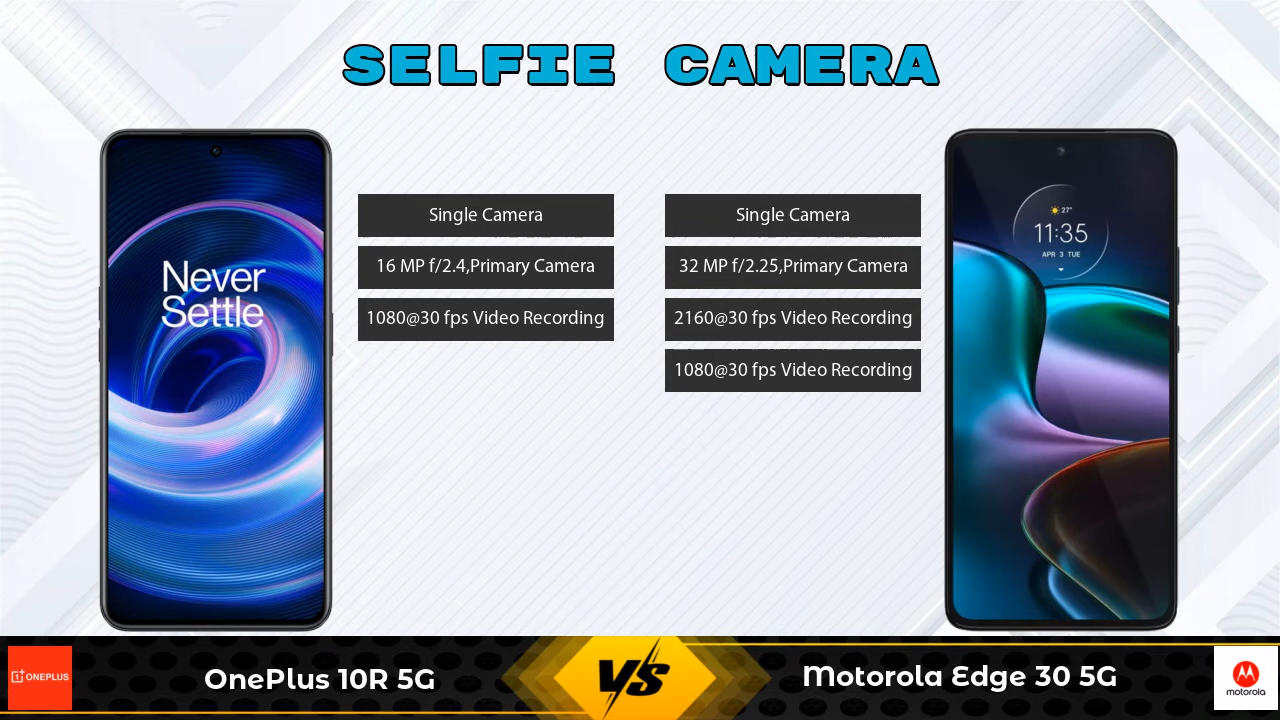 SELFIE CAMERA
Never
Settle
Single Camera
16 MP f/2.4,Primary Camera
1080@30 fps Video Recording
Single Camera
32 MP f/2.25,Primary Camera
2160@30 fps Video Recording
1080@30 fps Video Recording
27°
11:35
APR 3 TUE
ONEPLUS
OnePlus 10R 5G
VS
Motorola Edge 30 5G
motorola